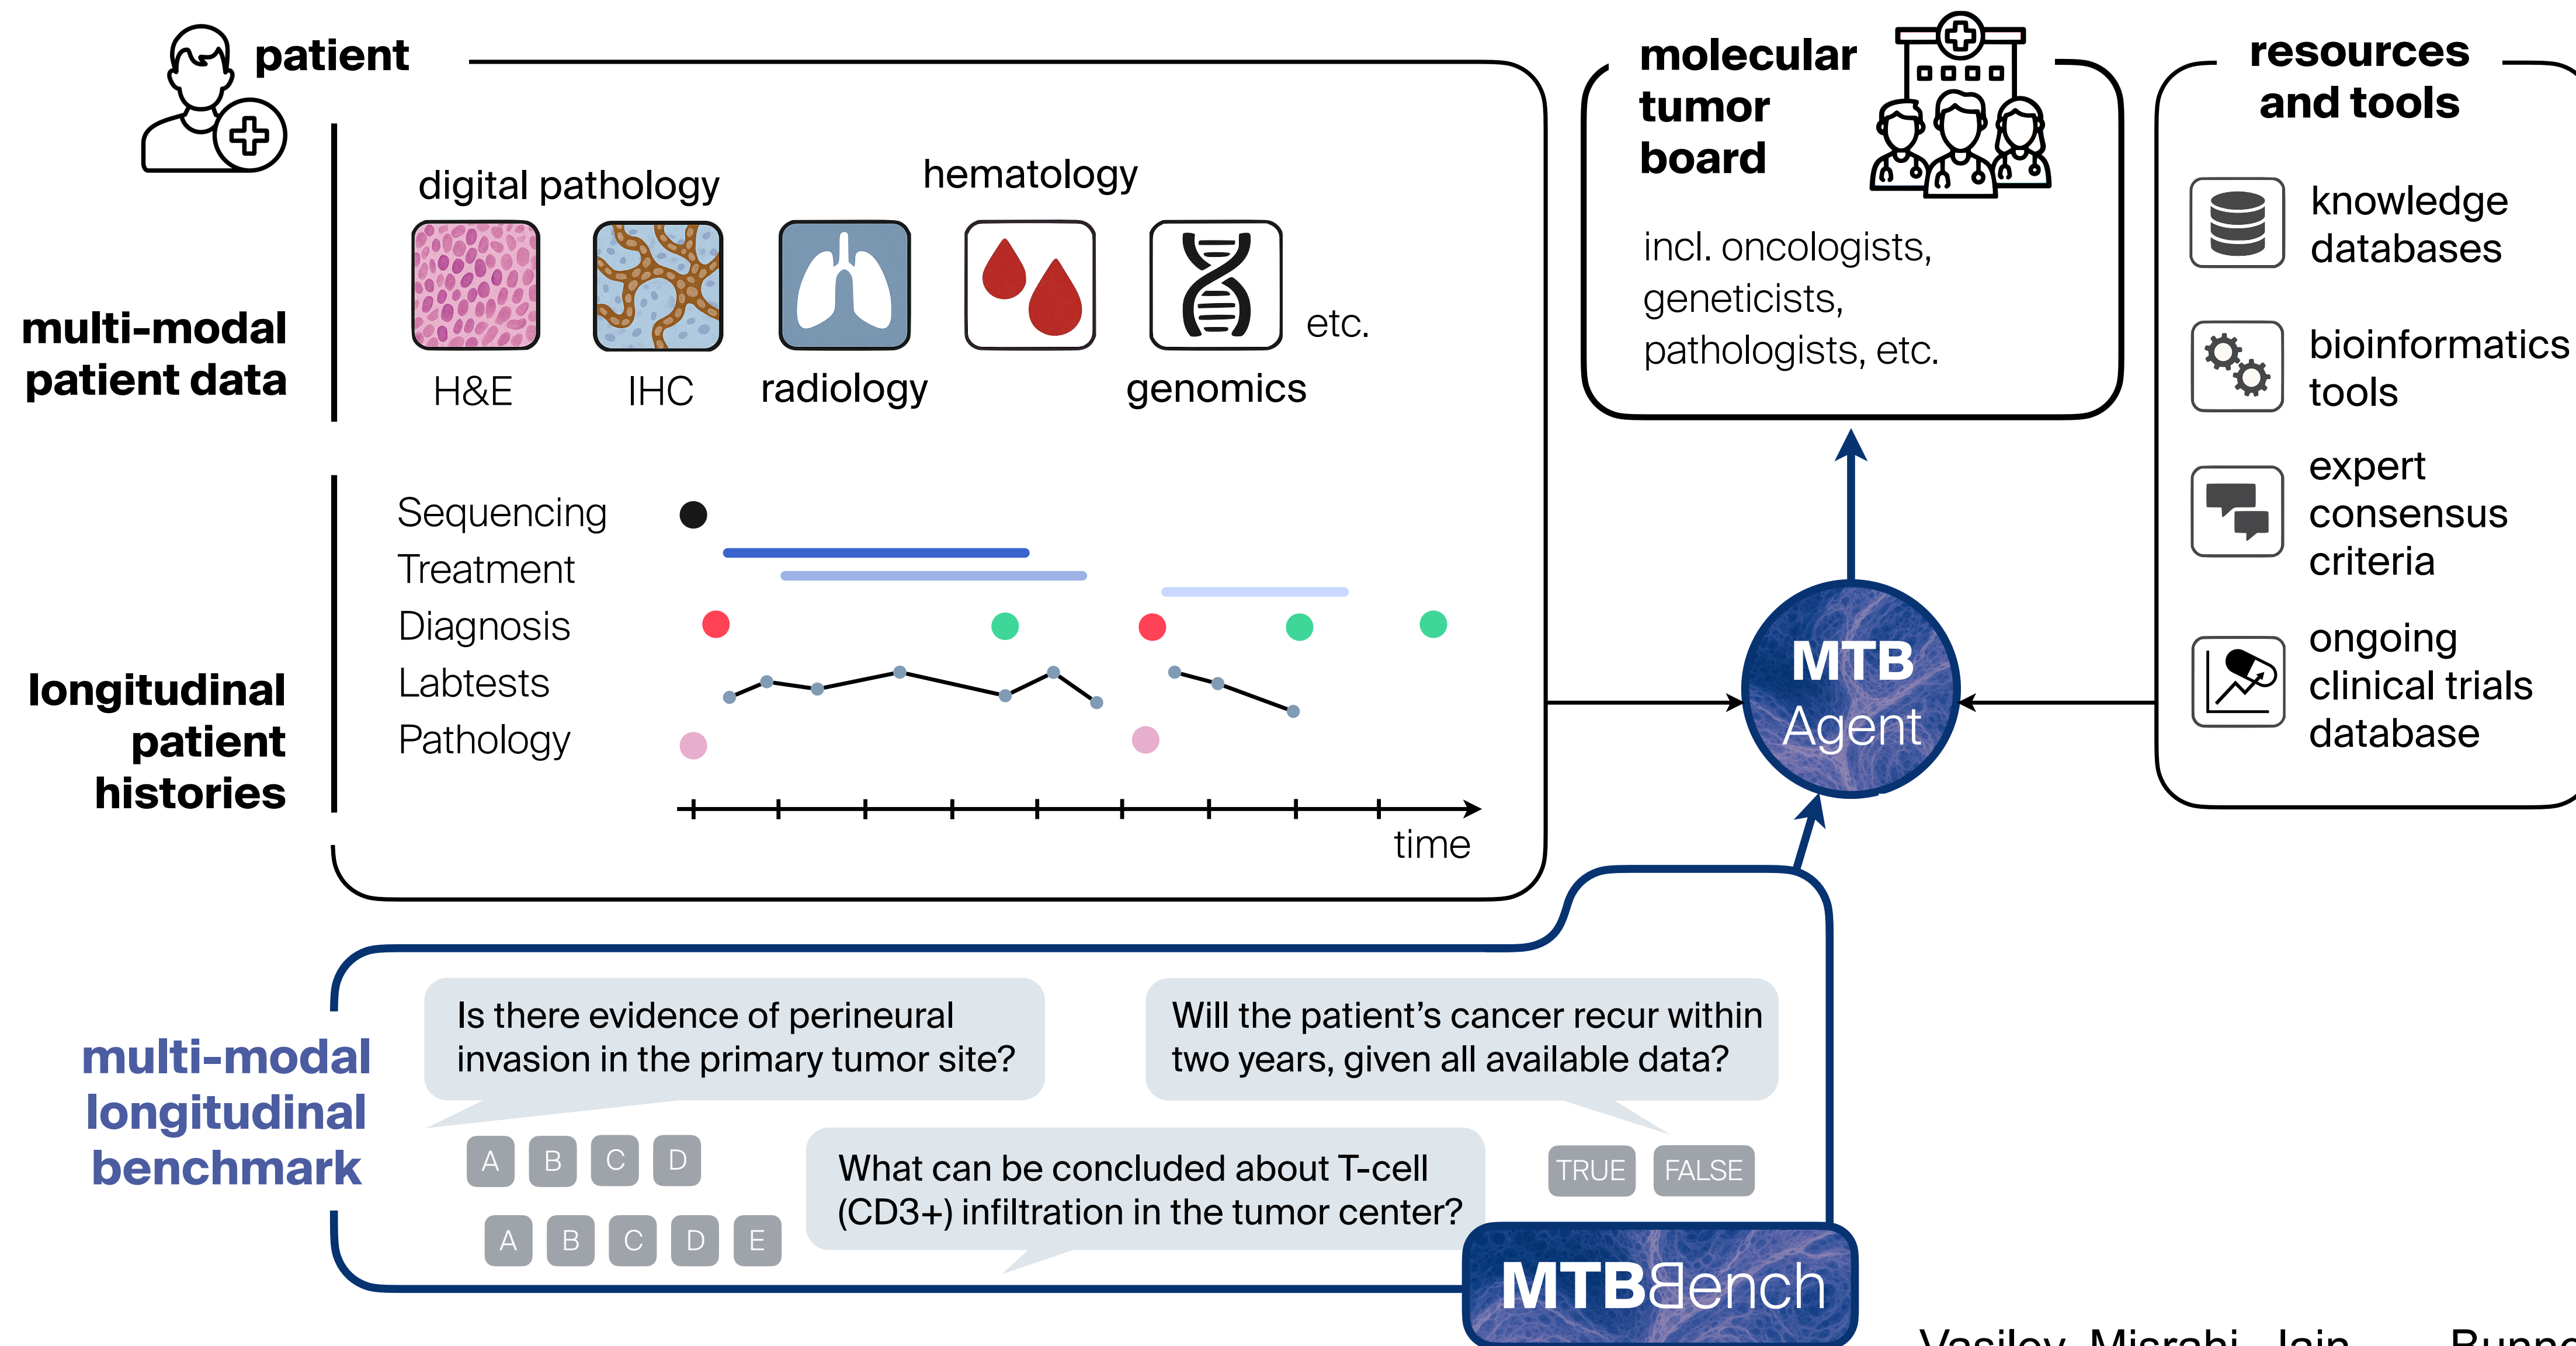 patient
multi-modal
patient data
digital pathology
hematology
H&E
IHC
radiology
genomics
etc.
longitudinal
patient
histories
Sequencing
Treatment
Diagnosis
Labtests
Pathology
time
molecular
tumor
board
incl. oncologists,
geneticists,
pathologists, etc.
MTB
Agent
resources
and tools
knowledge
databases
bioinformatics
tools
expert
consensus
criteria
ongoing
clinical trials
database
multi-modal
longitudinal
benchmark
Is there evidence of perineural
invasion in the primary tumor site?
A B C D
Will the patient's cancer recur within
two years, given all available data?
TRUE FALSE
What can be concluded about T-cell
(CD3+) infiltration in the tumor center?
A B C D E
MTBBench